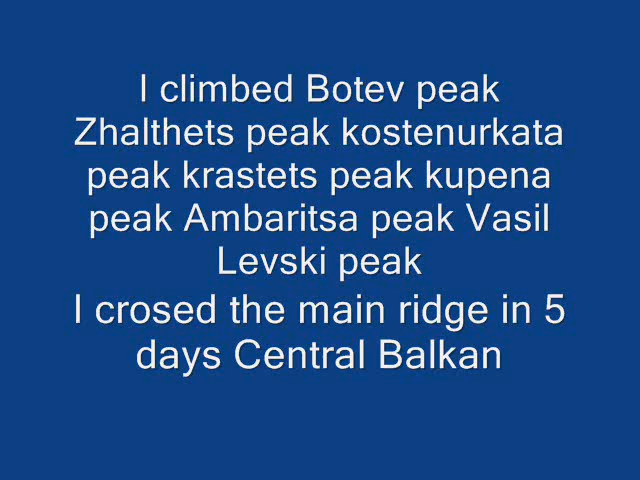 I climbed Botev peak
Zhalthets peak kostenurkata
peak krastets peak kupena
peak Ambaritsa peak Vasil
Levski peak
I crosed the main ridge in 5
days Central Balkan